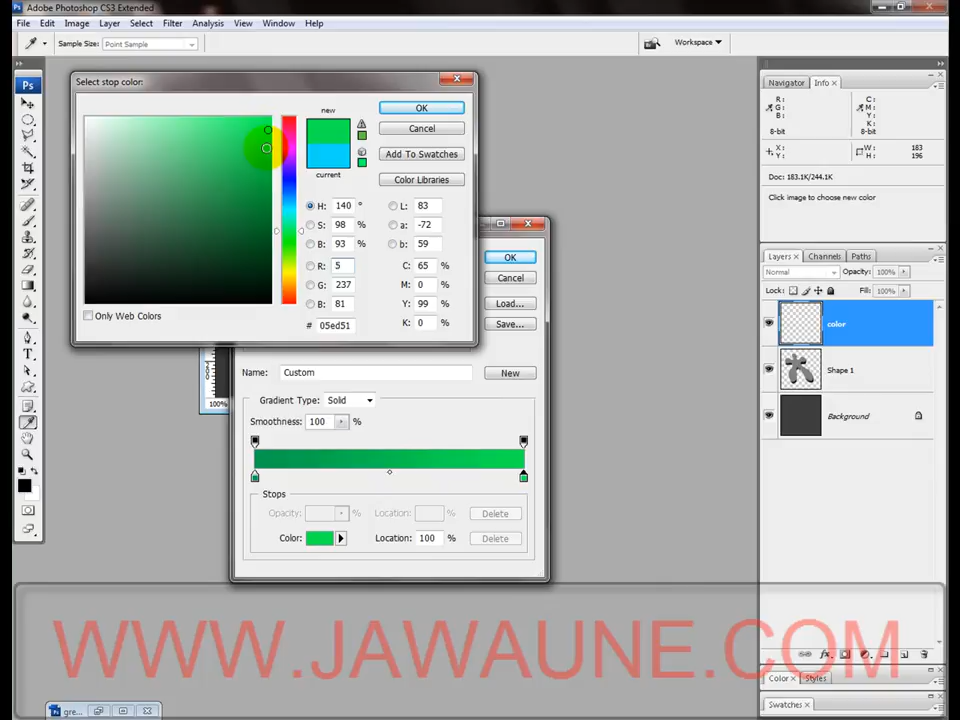 Adobe Photoshop CS3 Extended
File Edit Image Layer Select Filter Analysis View Window Help
Sample Size: Point Sample
Workspace
Ps
Select stop color:
new
current
OK
Cancel
Add To Swatches
Color Libraries
H: 140 °
S: 98 %
B: 93 %
R: 5
G: 237
B: 81
# 05ed51
L: 83
a: -72
b: 59
C: 65 %
M: 0 %
Y: 99 %
K: 0 %
Only Web Colors
OK
Cancel
Load...
Save...
100%
Name: Custom
New
Gradient Type: Solid
Smoothness: 100 %
Stops
Opacity: % Location: % Delete
Color: Location: 100 % Delete
Navigator Info x
R:
G:
B:
8-bit
C:
M:
Y:
K:
8-bit
X:
Y:
W: 183
H: 196
Doc: 183.1K/244.1K
Click image to choose new color
Layers x Channels Paths
Normal Opacity: 100%
Lock: Fill: 100%
color
Shape 1
Background
Color x Styles
Swatches x
WWW.JAWAUNE.COM
Ps gre...